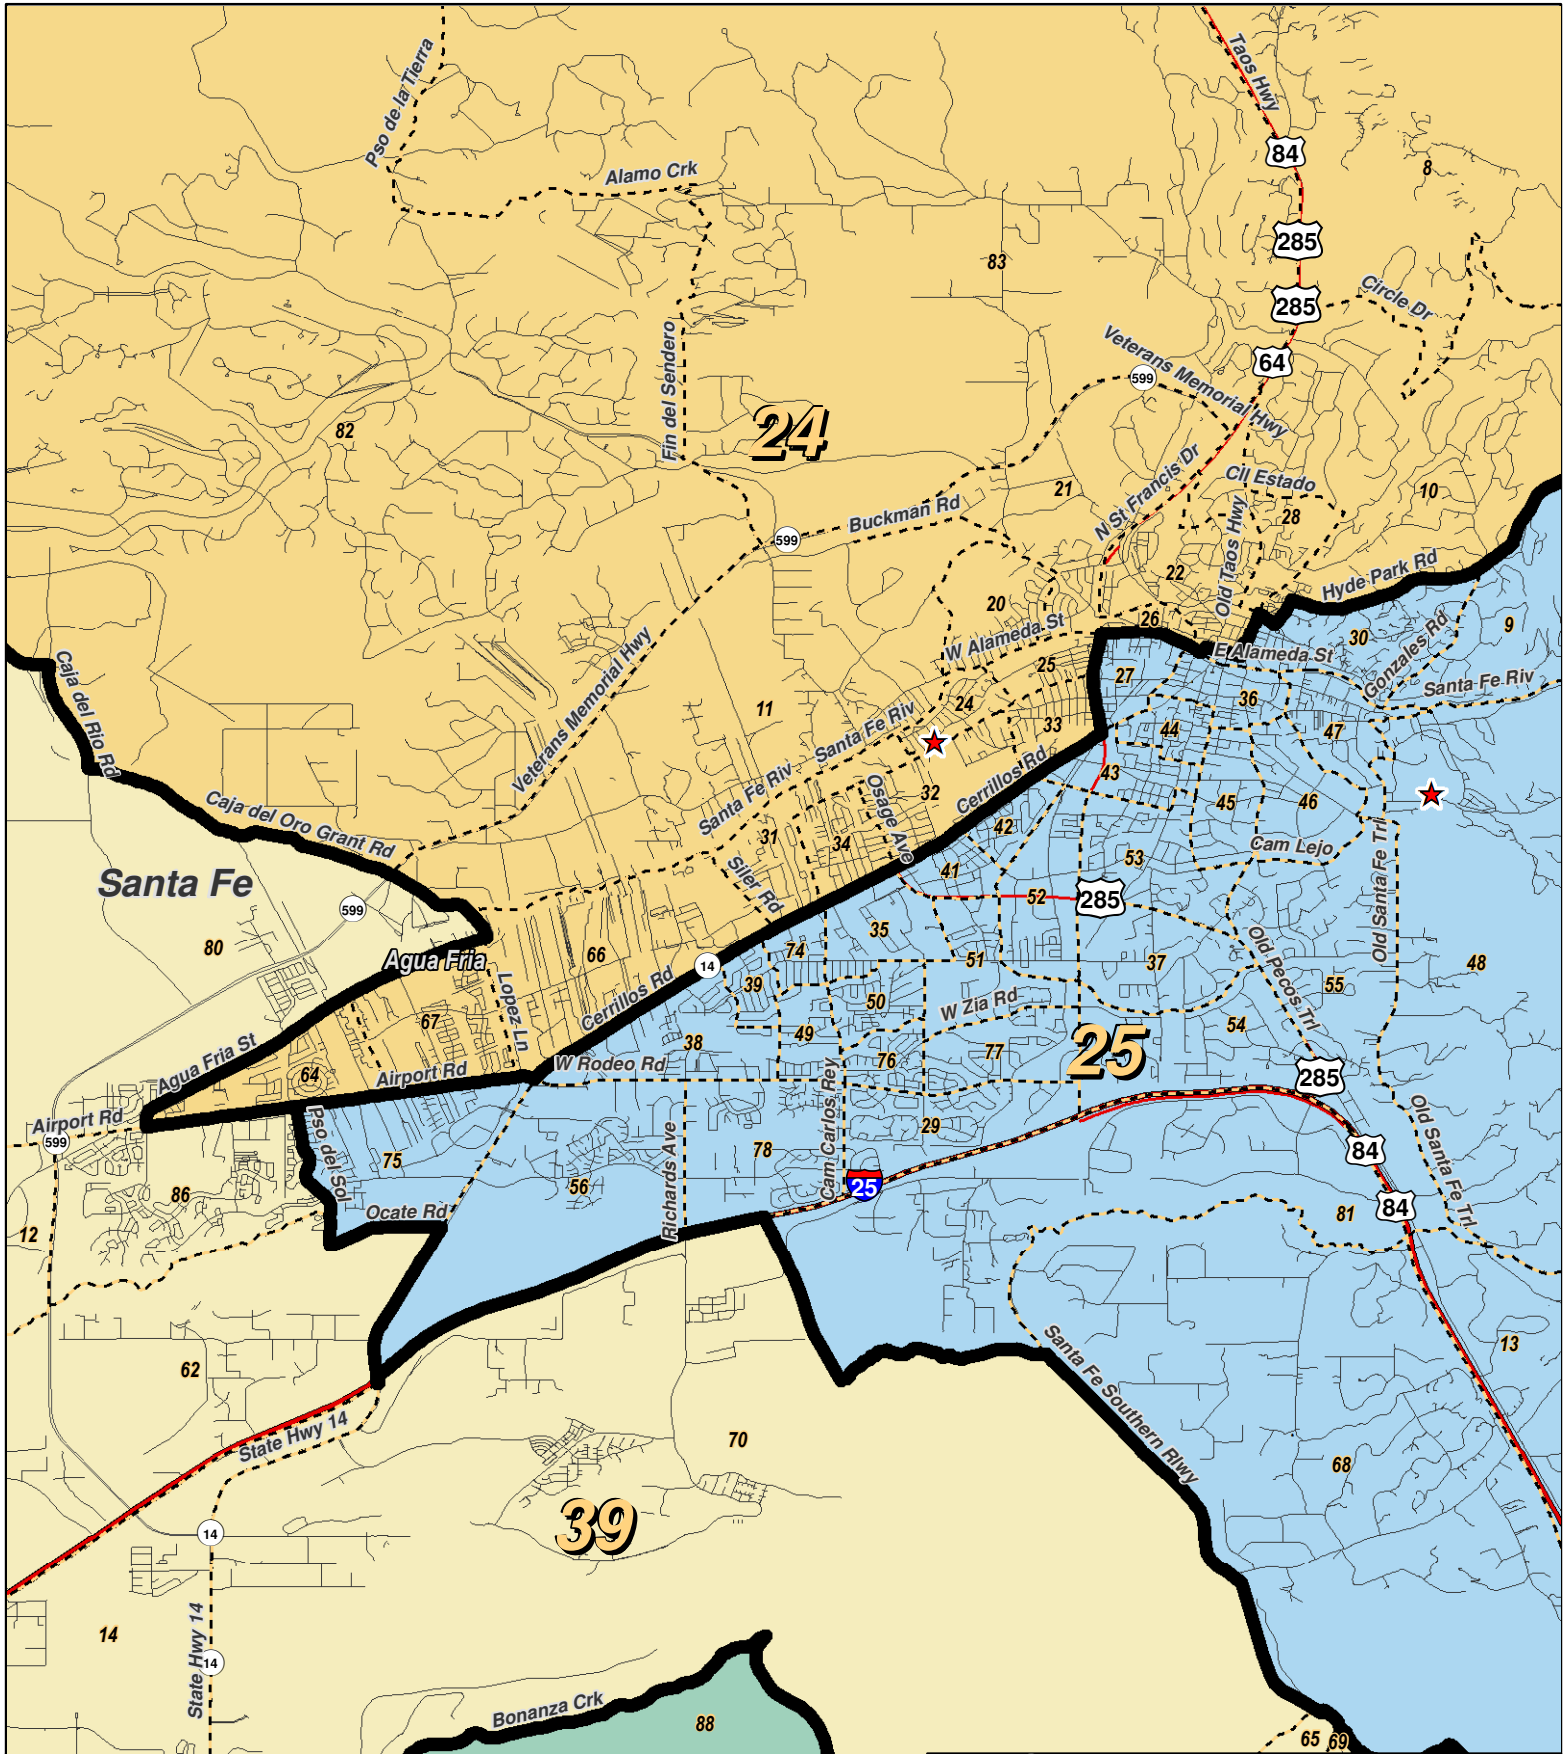 Taos Hwy
Pso de la Tierra
84
8
Alamo Crk
285
83
Circle Dr
285
Veterans Memorial Hwy
64
599
Fin del Sendero
24
82
N St Francis Dr
Cll Estado
21
10
Buckman Rd
28
599
Old Taos Hwy
22
Hyde Park Rd
20
26
W Alameda St
30
9
E Alameda St
Gonzales Rd
25
27
Santa Fe Riv
Caja del Rio Rd
Veterans Memorial Hwy
11
24
36
Santa Fe Riv
33
44
47
43
Cerrillos Rd
32
Santa Fe Riv
Osage Ave
45
46
Caja del Oro Grant Rd
31
34
42
Cam Lejo
53
Siler Rd
41
Old Santa Fe Trl
Santa Fe
52
285
599
80
35
Agua Fria
66
74
14
51
37
Old Pecos Trl
48
Lopez Ln
39
55
Cerrillos Rd
50
W Zia Rd
67
49
54
38
25
76
77
Agua Fria St
64
Airport Rd
W Rodeo Rd
285
Airport Rd
599
Pso del Sol
Cam Carlos Rey
29
Old Santa Fe Trl
75
Richards Ave
78
84
86
56
25
84
Ocate Rd
81
12
62
13
Santa Fe Southern Rlwy
State Hwy 14
70
68
39
14
14
State Hwy 14
14
Bonanza Crk
88
65
69